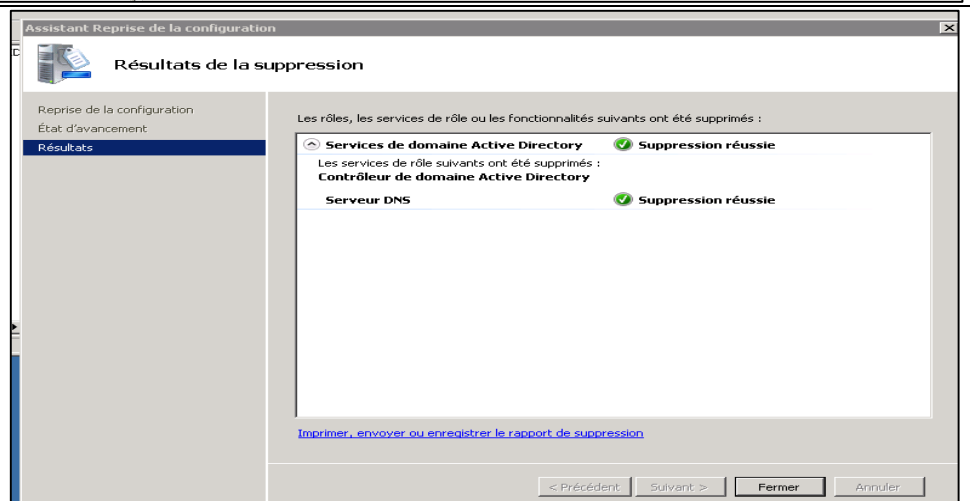 Assistant Reprise de la configuration
Résultats de la suppression
Reprise de la configuration
État d'avancement
Résultats
Les rôles, les services de rôle ou les fonctionnalités suivants ont été supprimés :
Services de domaine Active Directory Suppression réussie
Les services de rôle suivants ont été supprimés :
Contrôleur de domaine Active Directory
Serveur DNS Suppression réussie
Imprimer, envoyer ou enregistrer le rapport de suppression
< Précédent Suivant > Fermer Annuler